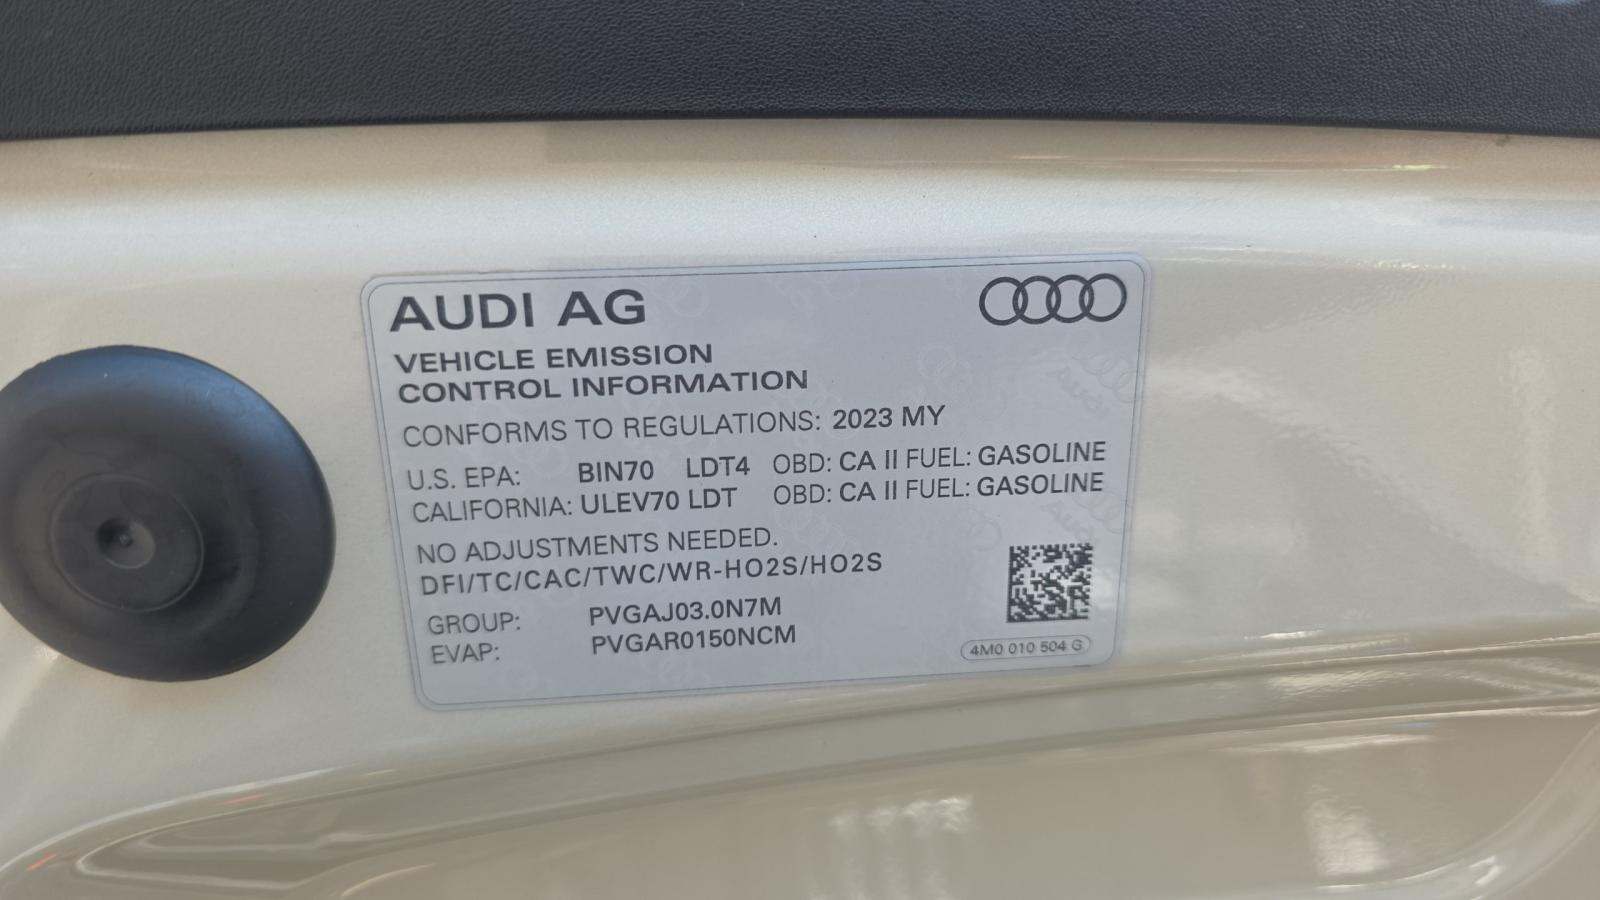 AUDI AG
VEHICLE EMISSION
CONTROL INFORMATION
CONFORMS TO REGULATIONS: 2023 MY
U.S. EPA: BIN70 LDT4 OBD: CA II FUEL: GASOLINE
CALIFORNIA: ULEV70 LDT OBD: CA II FUEL: GASOLINE
NO ADJUSTMENTS NEEDED.
DFI/TC/CAC/TWC/WR-HO2S/HO2S
GROUP: PVGAJ03.0N7M
EVAP: PVGAR0150NCM
4M0 010 504 G